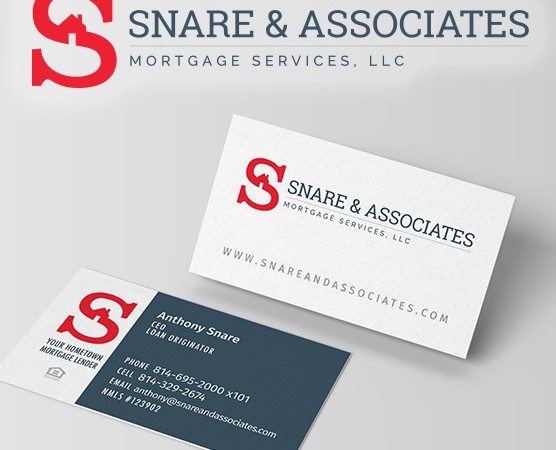 SNARE & ASSOCIATES
MORTGAGE SERVICES, LLC
SNARE & ASSOCIATES
MORTGAGE SERVICES, LLC
WWW.SNAREANDASSOCIATES.COM
YOUR HOMETOWN
MORTGAGE LENDER
Anthony Snare
CEO
LOAN ORIGINATOR
PHONE 814-695-2000 x101
CELL 814-329-2674
EMAIL anthony@snareandassociates.com
NMLS #123902